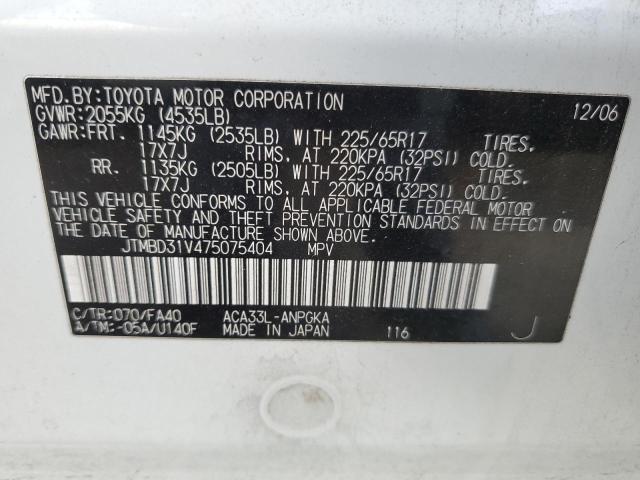 MFD.BY:TOYOTA MOTOR CORPORATION 12/06
GVWR:2055KG (4535LB)
GAWR:FRT. 1145KG (2535LB) WITH 225/65R17 TIRES.
17X7J RIMS, AT 220KPA (32PSI) COLD.
RR. 1135KG (2505LB) WITH 225/65R17 TIRES.
17X7J RIMS, AT 220KPA (32PSI) COLD.
THIS VEHICLE CONFORMS TO ALL APPLICABLE FEDERAL MOTOR
VEHICLE SAFETY AND THEFT PREVENTION STANDARDS IN EFFECT ON
THE DATE OF MANUFACTURE SHOWN ABOVE.
JTMBD31V475075404 MPV
C/TR:070/FA40 ACA33L-ANPGKA
A/TM:-05A/U140F MADE IN JAPAN 116 J